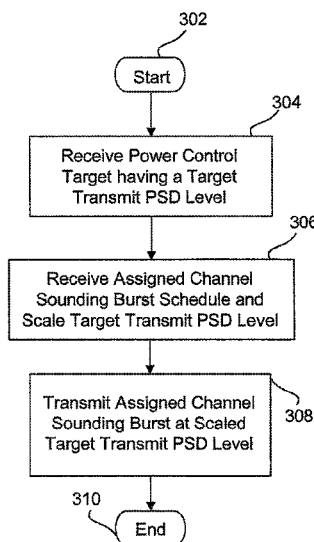 302
Start
304
Receive Power Control
Target having a Target
Transmit PSD Level
306
Receive Assigned Channel
Sounding Burst Schedule and
Scale Target Transmit PSD Level
Transmit Assigned Channel
Sounding Burst at Scaled
Target Transmit PSD Level
308
310
End